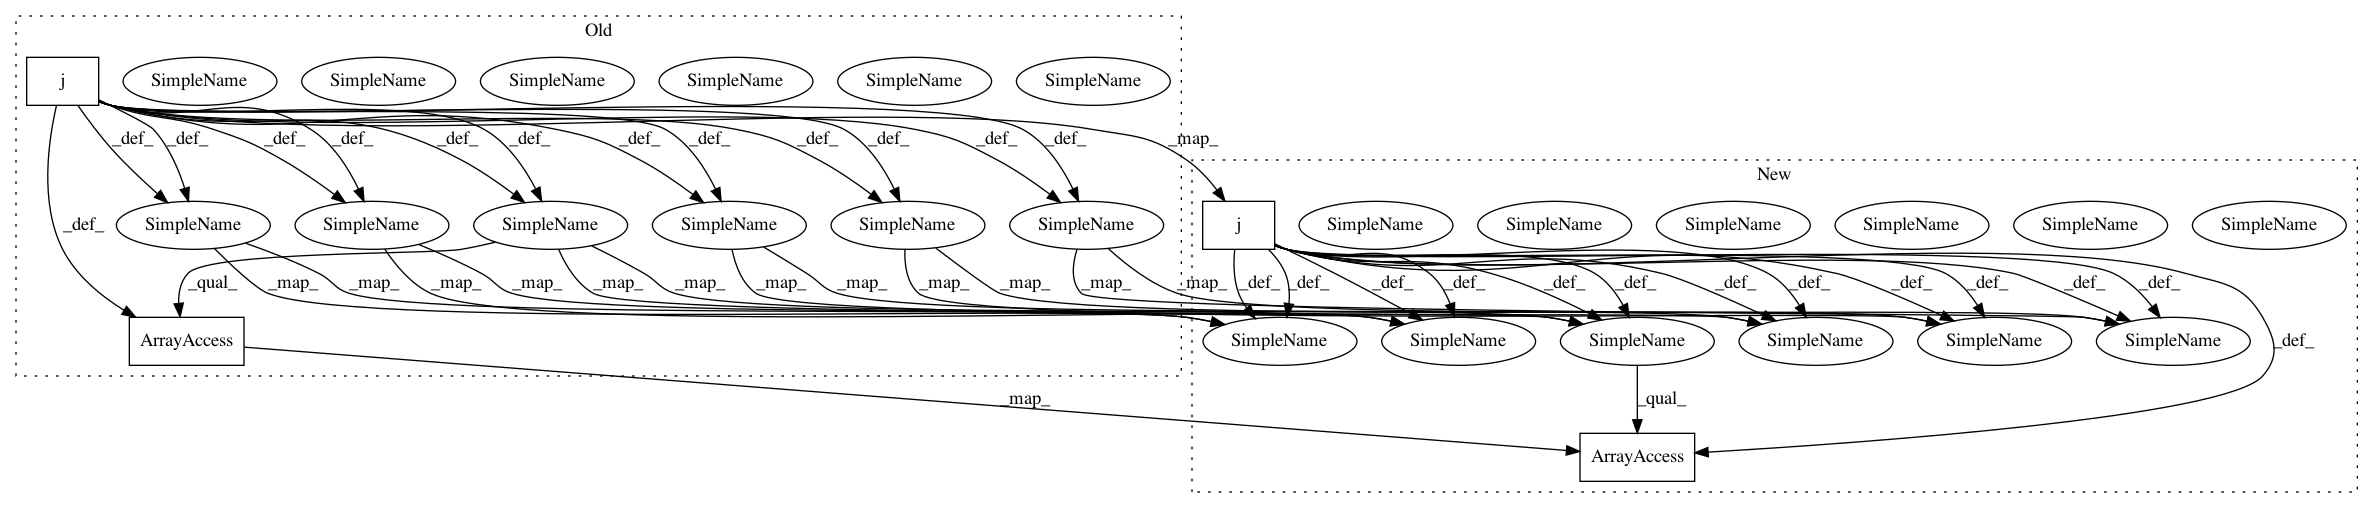 Old
j SimpleName SimpleName SimpleName SimpleName SimpleName SimpleName
_def_ _def_ _def_ _def_ _def_ _def_ _def_ _def_ _def_ _def_ _def_ _def_ _map_
New
_def_ SimpleName SimpleName SimpleName SimpleName SimpleName SimpleName j SimpleName SimpleName SimpleName SimpleName SimpleName SimpleName
_qual_ _map_ _map_ _map_ _map_ _map_ _map_ _map_ _map_ _map_ _map_ _map_ _map_ _def_ _def_ _def_ _def_ _def_ _def_ _def_ _def_ _def_ _def_ _def_ _def_
ArrayAccess SimpleName SimpleName SimpleName SimpleName SimpleName SimpleName _def_
_map_ _qual_
ArrayAccess